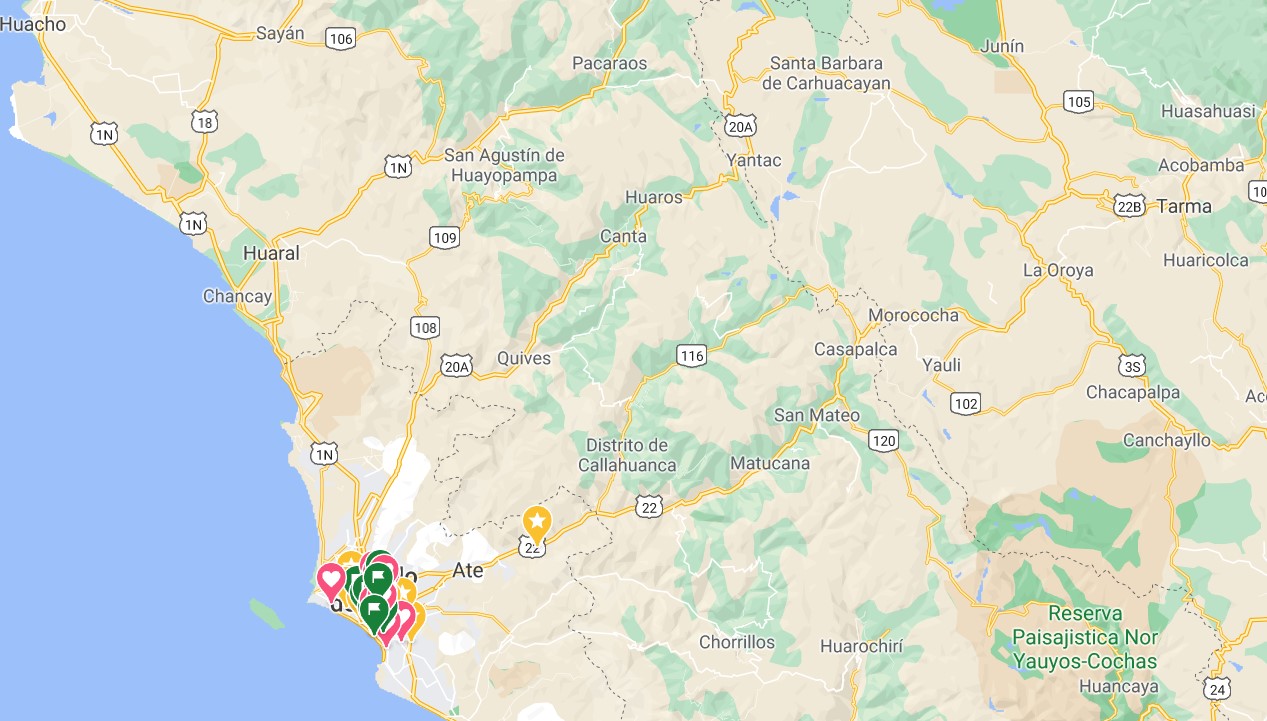 Huacho
Sayán
106
Pacaraos
Junín
Santa Barbara
de Carhuacayan
105
Huasahuasi
1N
18
20A
San Agustín de
Huayopampa
1N
Yantac
Acobamba
10
Huaros
22B
Tarma
1N
109
Canta
Huaral
Huaricolca
La Oroya
Chancay
108
Morococha
116
Casapalca
Quives
20A
Yauli
3S
Chacapalpa
102
San Mateo
120
Canchayllo
Distrito de
Callahuanca
Matucana
1N
22
22
Ate
Reserva
Paisajistica Nor
Yauyos-Cochas
Chorrillos
Huarochirí
Huancaya
24